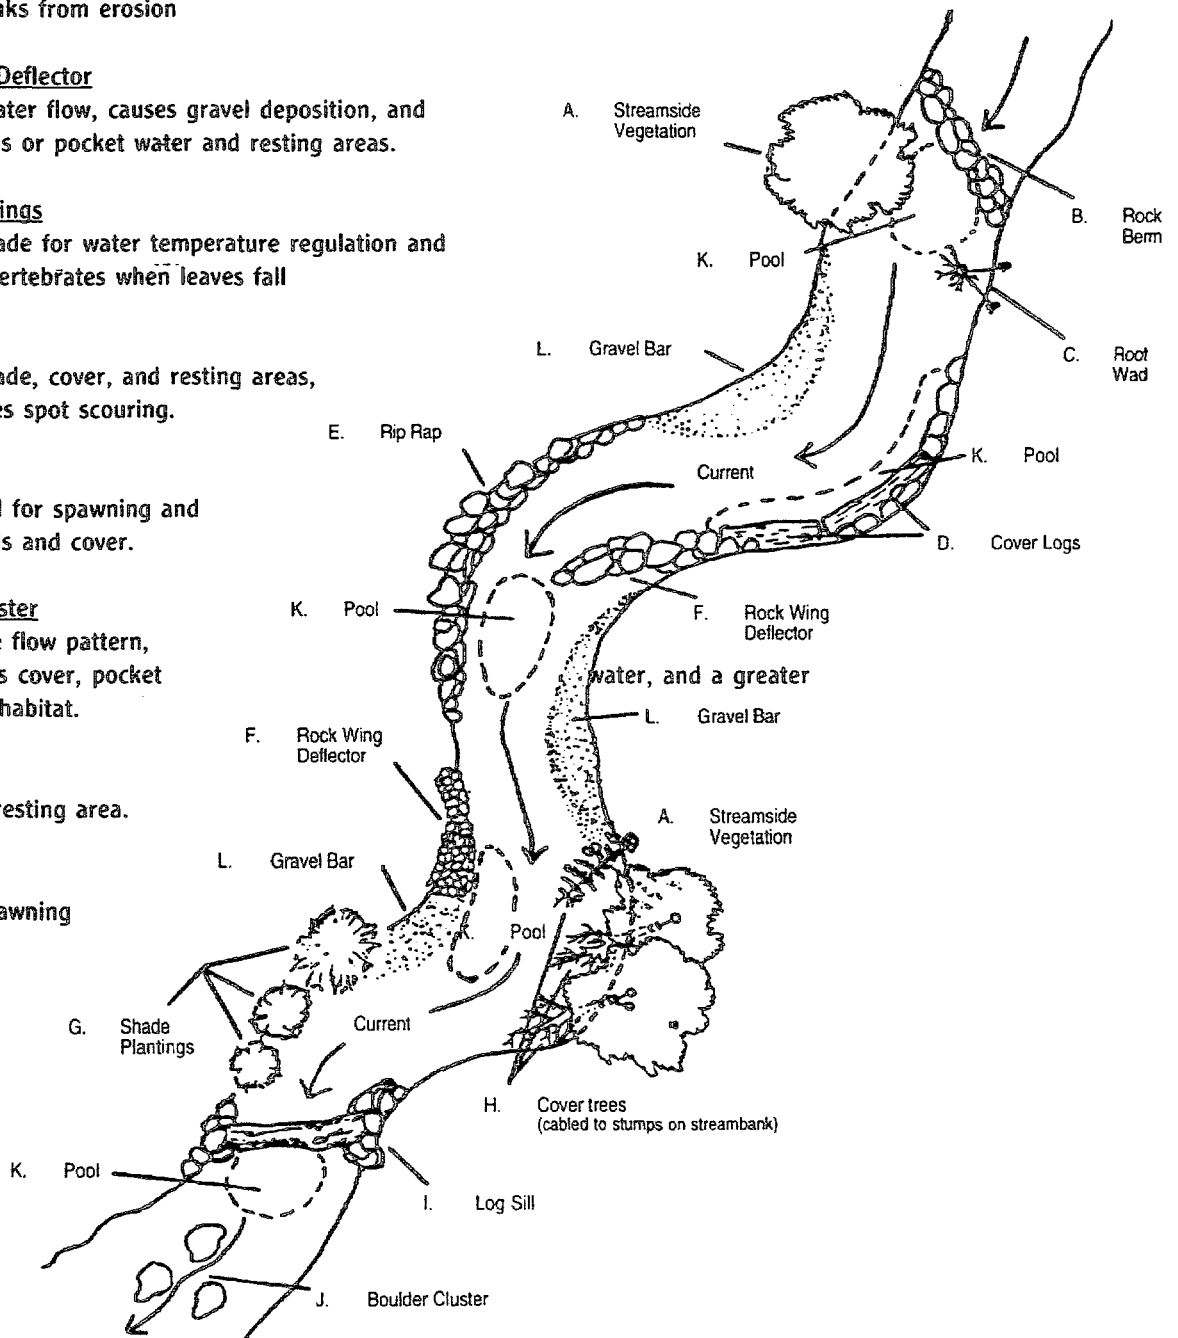 aks from erosion
Deflector
ater flow, causes gravel deposition, and
s or pocket water and resting areas.
ings
ade for water temperature regulation and
ertebrates when leaves fall
ade, cover, and resting areas,
es spot scouring.
l for spawning and
s and cover.
ster
e flow pattern,
s cover, pocket water, and a greater
habitat.
resting area.
awning
A. Streamside
Vegetation
B. Rock
Berm
K. Pool
L. Gravel Bar
C. Root
Wad
E. Rip Rap
Current
K. Pool
D. Cover Logs
K. Pool
F. Rock Wing
Deflector
L. Gravel Bar
F. Rock Wing
Deflector
A. Streamside
Vegetation
L. Gravel Bar
K. Pool
G. Shade
Plantings
Current
H. Cover trees
(cabled to stumps on streambank)
K. Pool
I. Log Sill
J. Boulder Cluster